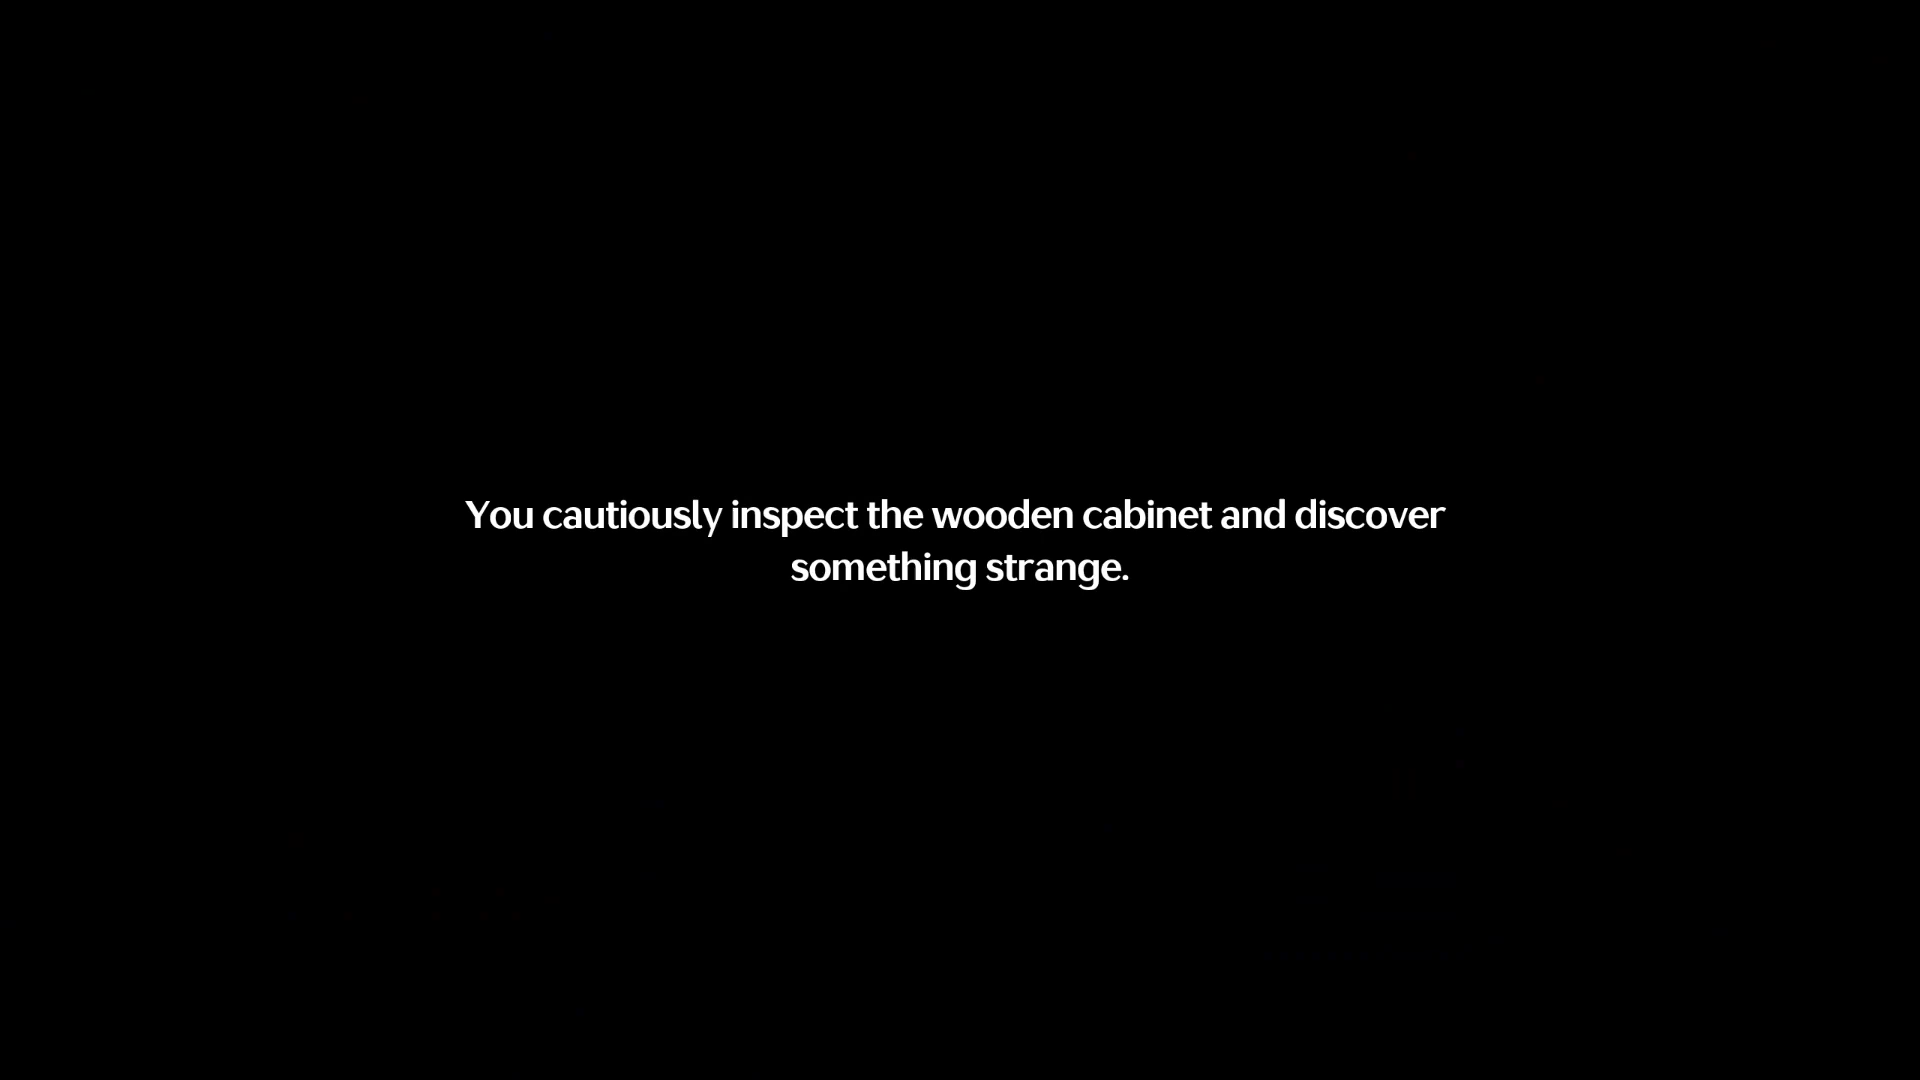 You cautiously inspect the wooden cabinet and discover
something strange.